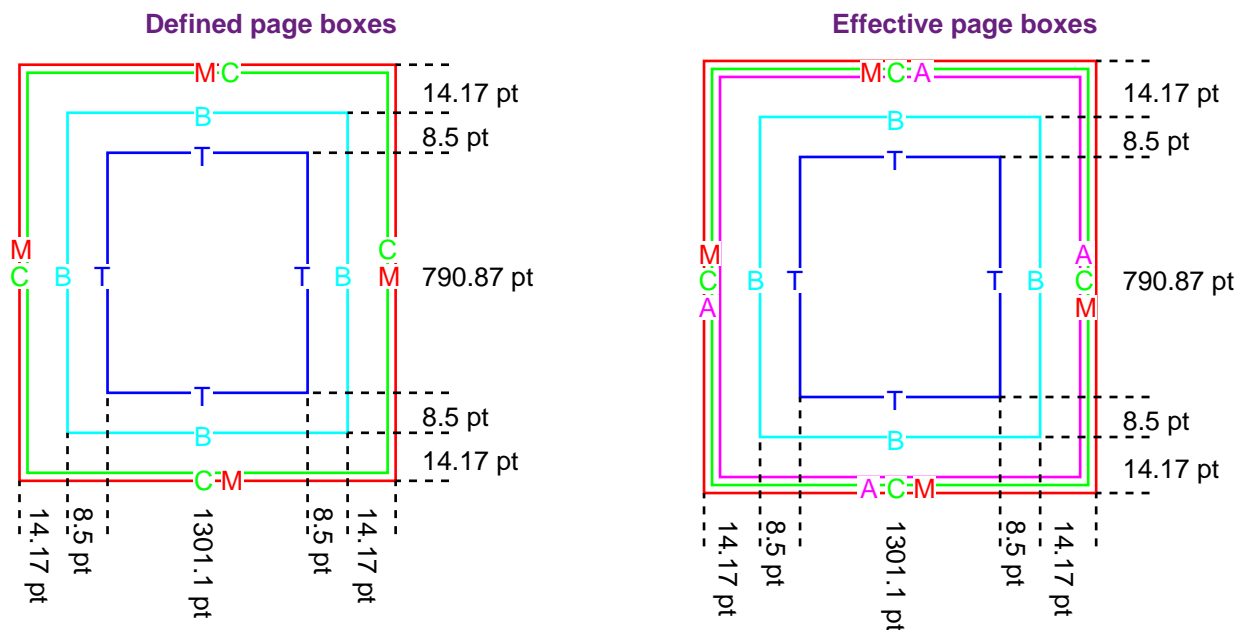 Defined page boxes
M C
B
T
14.17 pt
8.5 pt
M
C
B
T
T
B
C
M
790.87 pt
T
B
C M
8.5 pt
14.17 pt
14.17 pt
8.5 pt
1301.1 pt
8.5 pt
14.17 pt
Effective page boxes
M C A
B
T
14.17 pt
8.5 pt
M
C
A
B
T
T
B
A
C
M
790.87 pt
T
B
A C M
8.5 pt
14.17 pt
14.17 pt
8.5 pt
1301.1 pt
8.5 pt
14.17 pt